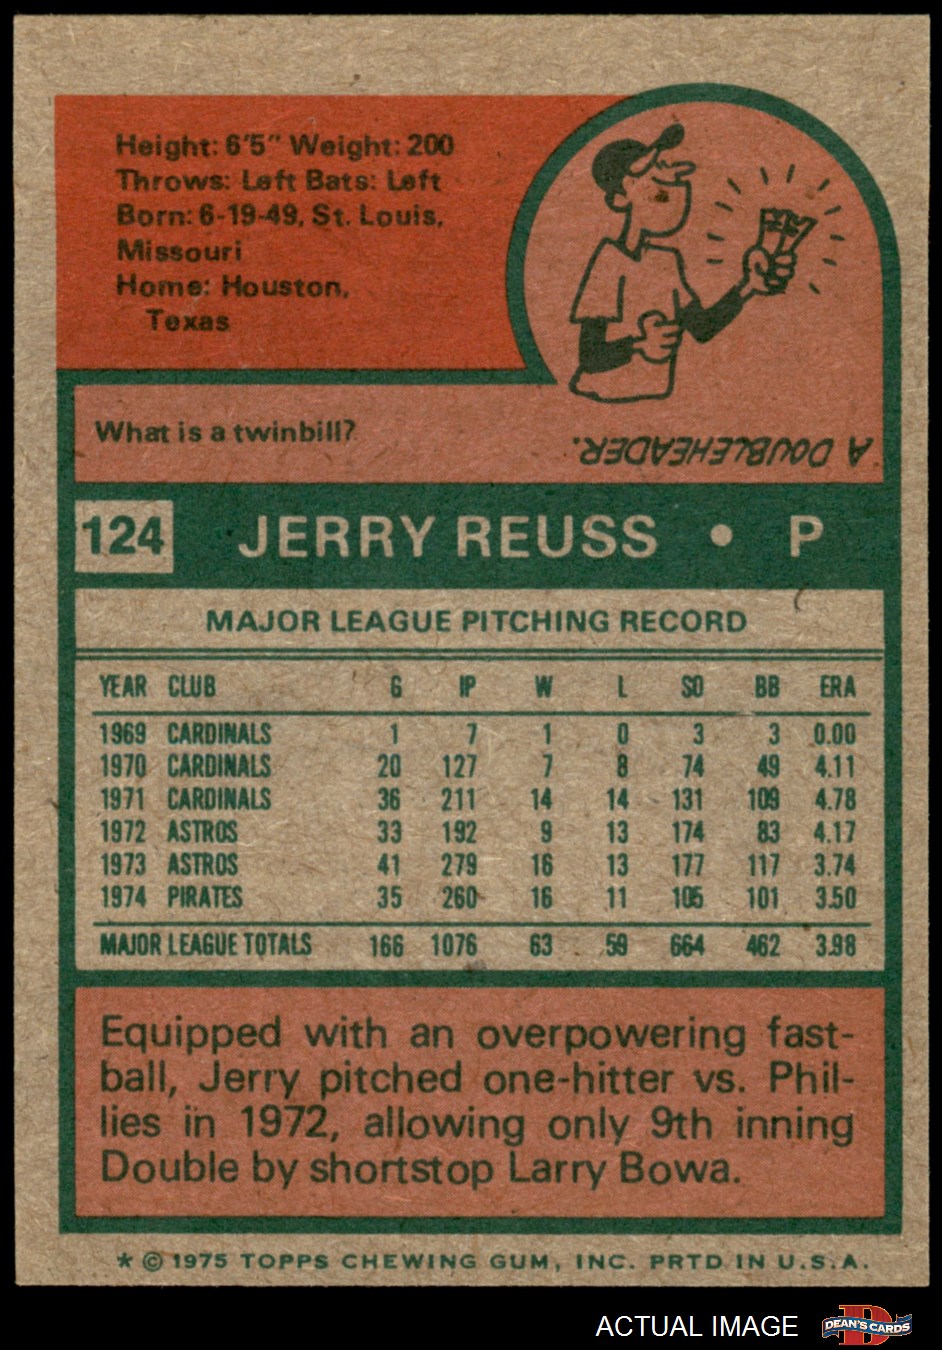 Height: 6'5" Weight: 200
Throws: Left Bats: Left
Born: 6-19-49, St. Louis,
Missouri
Home: Houston,
Texas
What is a twinbill?
A DOUBLEHEADER.
124 JERRY REUSS • P
MAJOR LEAGUE PITCHING RECORD
YEAR CLUB G IP W L SO BB ERA
1969 CARDINALS 1 7 1 0 3 3 0.00
1970 CARDINALS 20 127 7 8 74 49 4.11
1971 CARDINALS 36 211 14 14 131 109 4.78
1972 ASTROS 33 192 9 13 174 83 4.17
1973 ASTROS 41 279 16 13 177 117 3.74
1974 PIRATES 35 260 16 11 105 101 3.50
MAJOR LEAGUE TOTALS 166 1076 63 59 664 462 3.98
Equipped with an overpowering fast-
ball, Jerry pitched one-hitter vs. Phil-
lies in 1972, allowing only 9th inning
Double by shortstop Larry Bowa.
* © 1975 TOPPS CHEWING GUM, INC. PRTD. IN U.S.A.
ACTUAL IMAGE DEAN'S CARDS